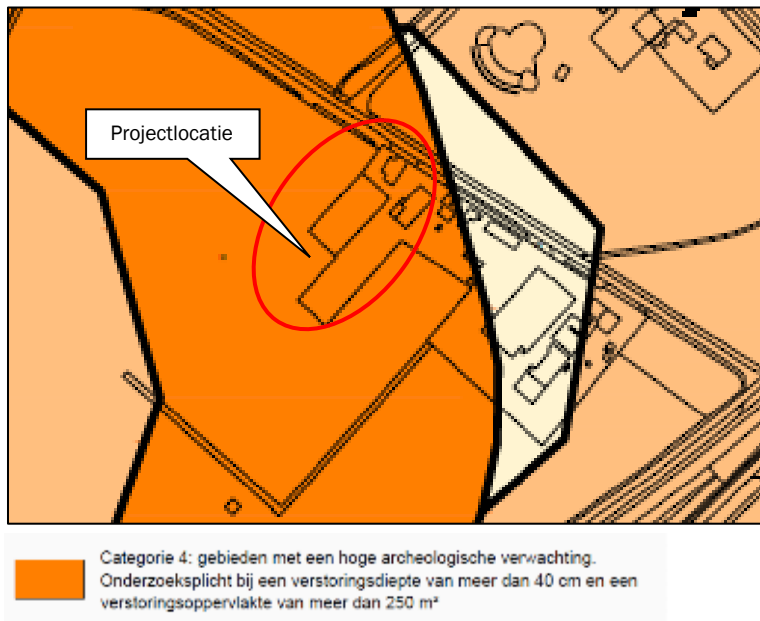 Projectlocatie
Categorie 4: gebieden met een hoge archeologische verwachting.
Onderzoeksplicht bij een verstoringsdiepte van meer dan 40 cm en een
verstoringsoppervlakte van meer dan 250 m²